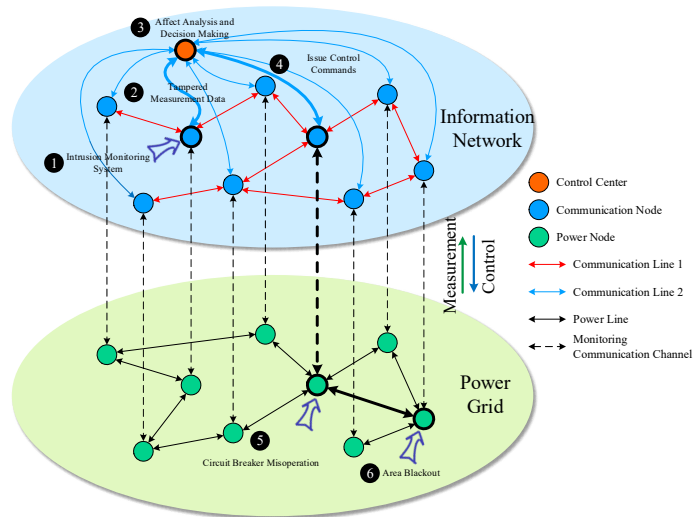 3
Affect Analysis and
Decision Making
4
Issue Control
Commands
2
Tampered
Measurement Data
Information
Network
1
Intrusion Monitoring
System
Control Center
Communication Node
Power Node
Communication Line 1
Communication Line 2
Power Line
Monitoring
Communication Channel
Measurement
Control
Power
Grid
5
Circuit Breaker Misoperation
6
Area Blackout